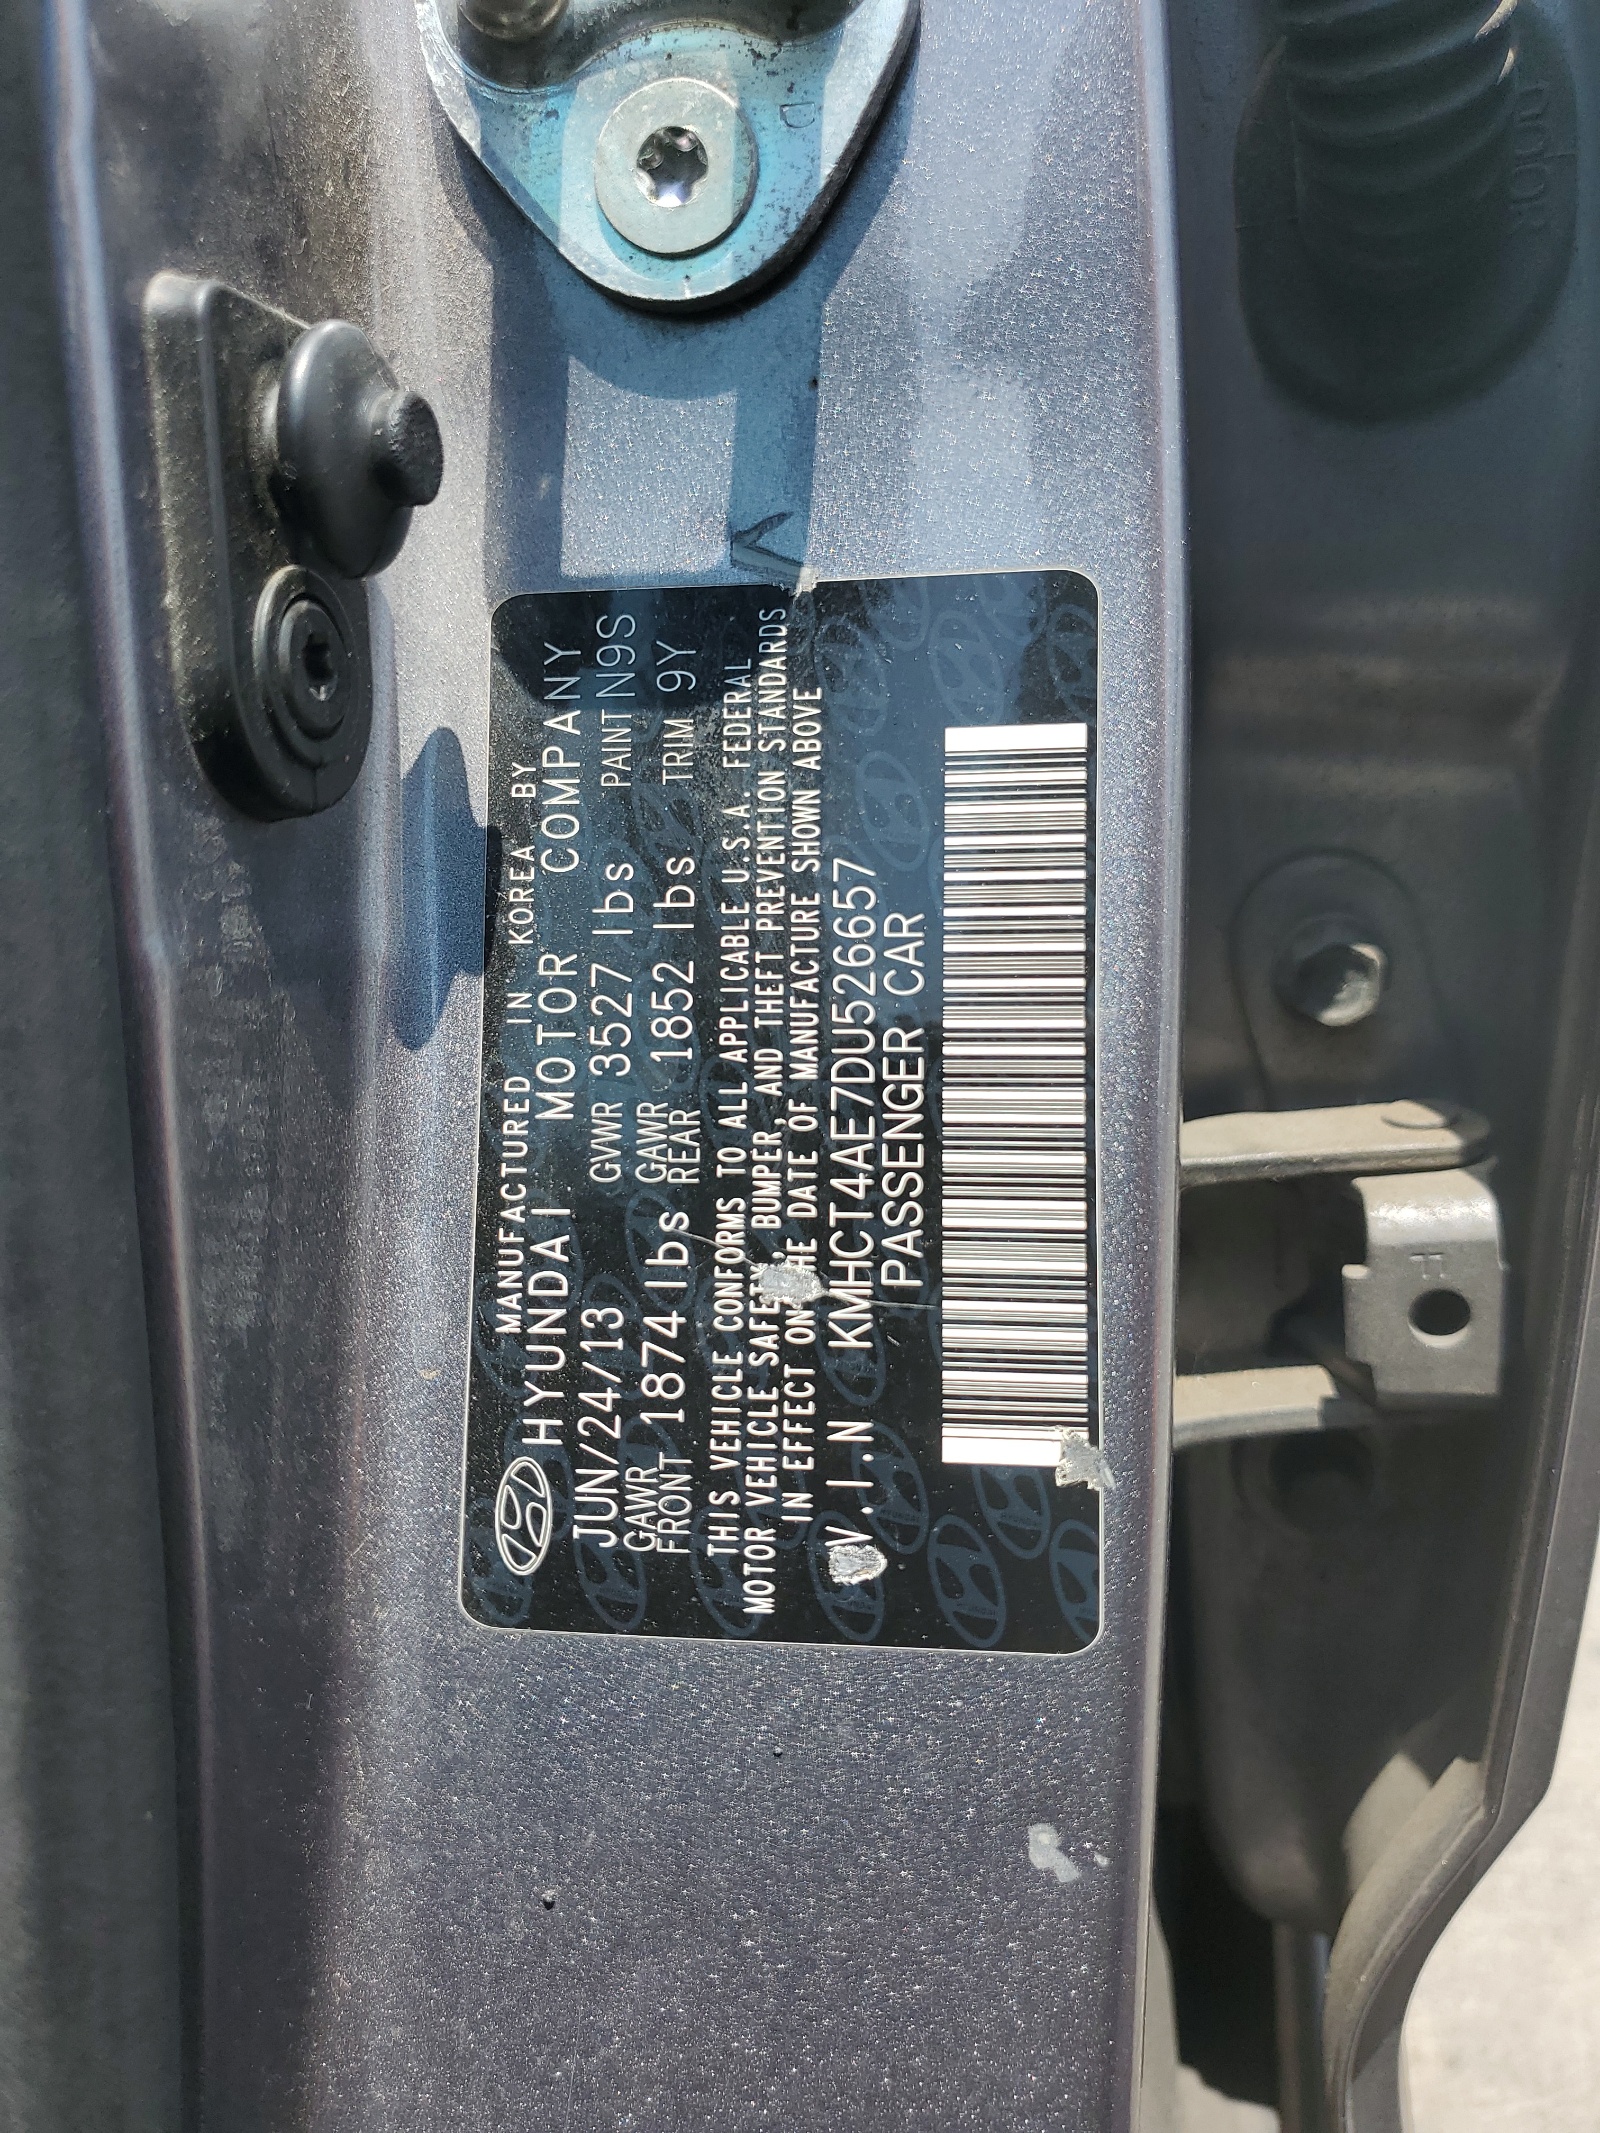 MANUFACTURED IN KOREA BY
HYUNDAI MOTOR COMPANY
JUN/24/13 GVWR 3527 lbs PAINT N9S
GAWR FRONT 1874 lbs GAWR REAR 1852 lbs TRIM 9Y
THIS VEHICLE CONFORMS TO ALL APPLICABLE U.S.A. FEDERAL
MOTOR VEHICLE SAFETY, BUMPER, AND THEFT PREVENTION STANDARDS
IN EFFECT ON THE DATE OF MANUFACTURE SHOWN ABOVE
V.I.N KMHCT4AE7DU526657
PASSENGER CAR